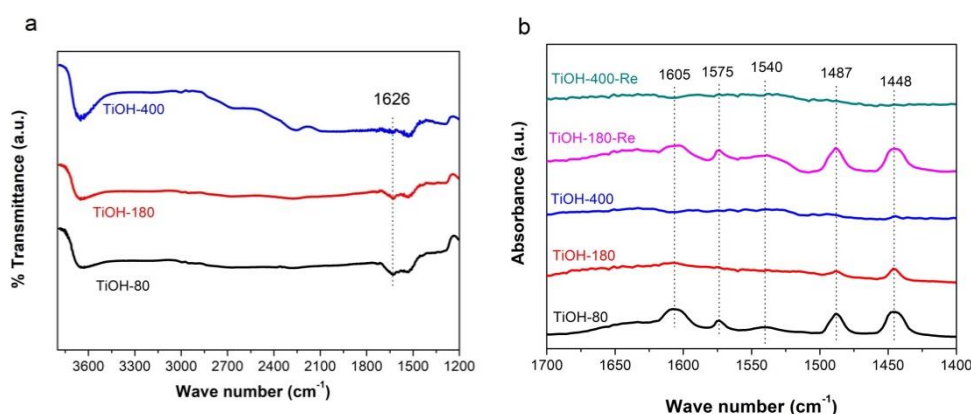 a
% Transmittance (a.u.)
1626
TiOH-400
TiOH-180
TiOH-80
3600 3300 3000 2700 2400 2100 1800 1500 1200
Wave number (cm⁻¹)
b
Absorbance (a.u.)
1605 1575 1540 1487 1448
TiOH-400-Re
TiOH-180-Re
TiOH-400
TiOH-180
TiOH-80
1700 1650 1600 1550 1500 1450 1400
Wave number (cm⁻¹)